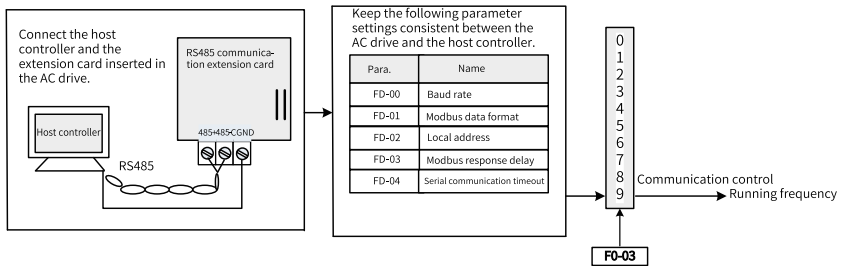 Connect the host
controller and the
extension card inserted in
the AC drive.
RS485 communica-
tion extension card
485+485-CGND
Host controller
RS485
Keep the following parameter
settings consistent between the
AC drive and the host controller.
Para. Name
FD-00 Baud rate
FD-01 Modbus data format
FD-02 Local address
FD-03 Modbus response delay
FD-04 Serial communication timeout
0
1
2
3
4
5
6
7
8
9
Communication control
Running frequency
F0-03